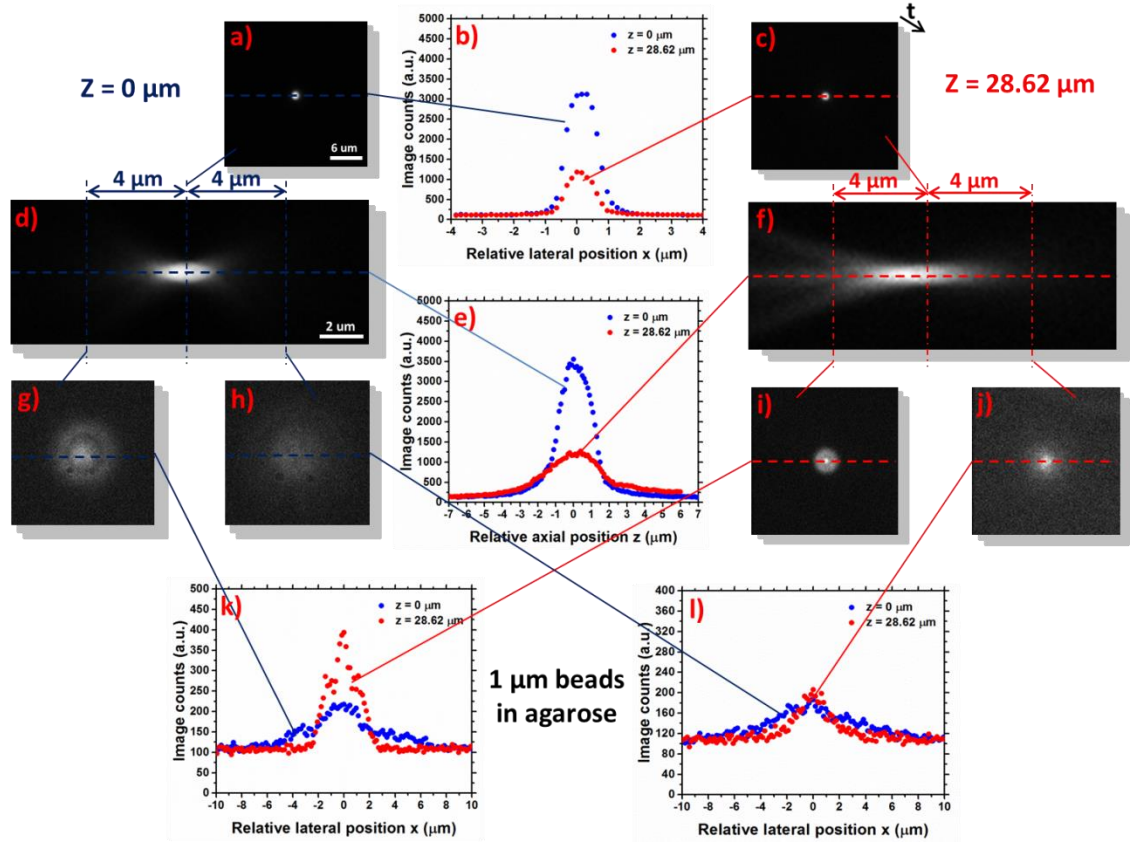 a)
6 um
Z = 0 μm
b)
5000
4500
4000
3500
3000
2500
2000
1500
1000
500
0
Image counts (a.u.)
z = 0 μm
z = 28.62 μm
-4 -3 -2 -1 0 1 2 3 4
Relative lateral position x (μm)
c)
t
Z = 28.62 μm
4 μm 4 μm
d)
2 um
e)
5000
4500
4000
3500
3000
2500
2000
1500
1000
500
0
Image counts (a.u.)
z = 0 μm
z = 28.62 μm
-7 -6 -5 -4 -3 -2 -1 0 1 2 3 4 5 6 7
Relative axial position z (μm)
4 μm 4 μm
f)
g)
h)
i)
j)
k)
500
450
400
350
300
250
200
150
100
50
0
Image counts (a.u.)
z = 0 μm
z = 28.62 μm
-10 -8 -6 -4 -2 0 2 4 6 8 10
Relative lateral position x (μm)
1 μm beads
in agarose
l)
400
360
320
280
240
200
160
120
80
40
0
Image counts (a.u.)
z = 0 μm
z = 28.62 μm
-10 -8 -6 -4 -2 0 2 4 6 8 10
Relative lateral position x (μm)